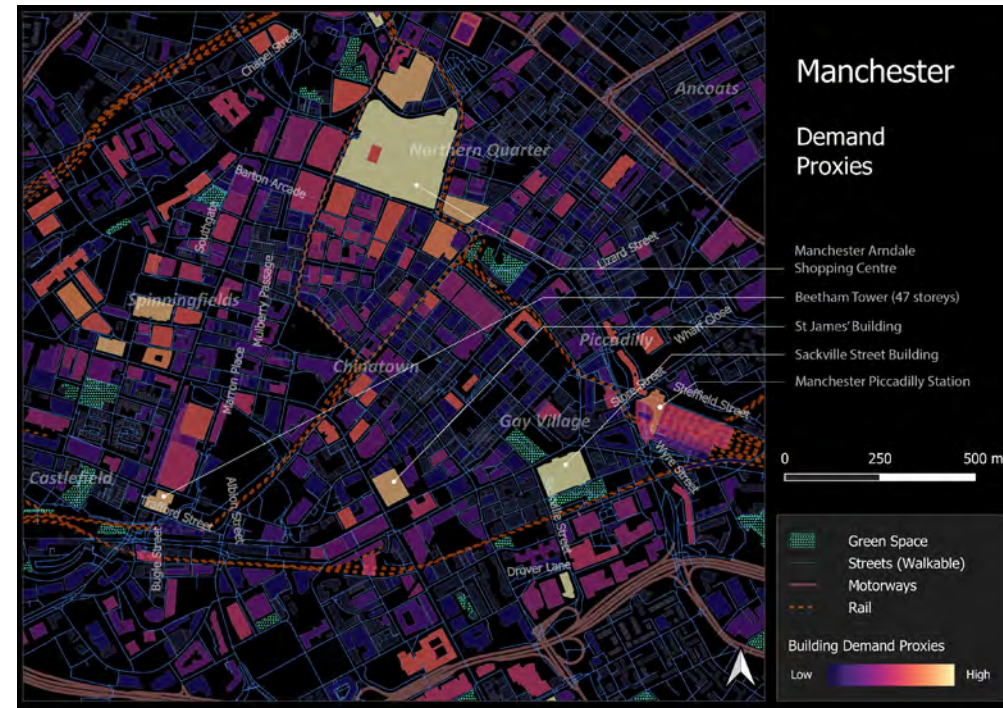 Manchester
Demand
Proxies
Manchester Arndale
Shopping Centre
Beetham Tower (47 storeys)
St James' Building
Sackville Street Building
Manchester Piccadilly Station
0 250 500 m
Green Space
Streets (Walkable)
Motorways
Rail
Building Demand Proxies
Low High
Chapel Street
Ancoats
Northern Quarter
Barton Arcade
Southgate
Lizard Street
Mulberry Passage
Spinningfields
Wharf Close
Piccadilly
Chinatown
Marron Place
Sheffield Street
Gay Village
Wyre Street
Castlefield
Albion Street
Street
Bugle Street
Drover Lane